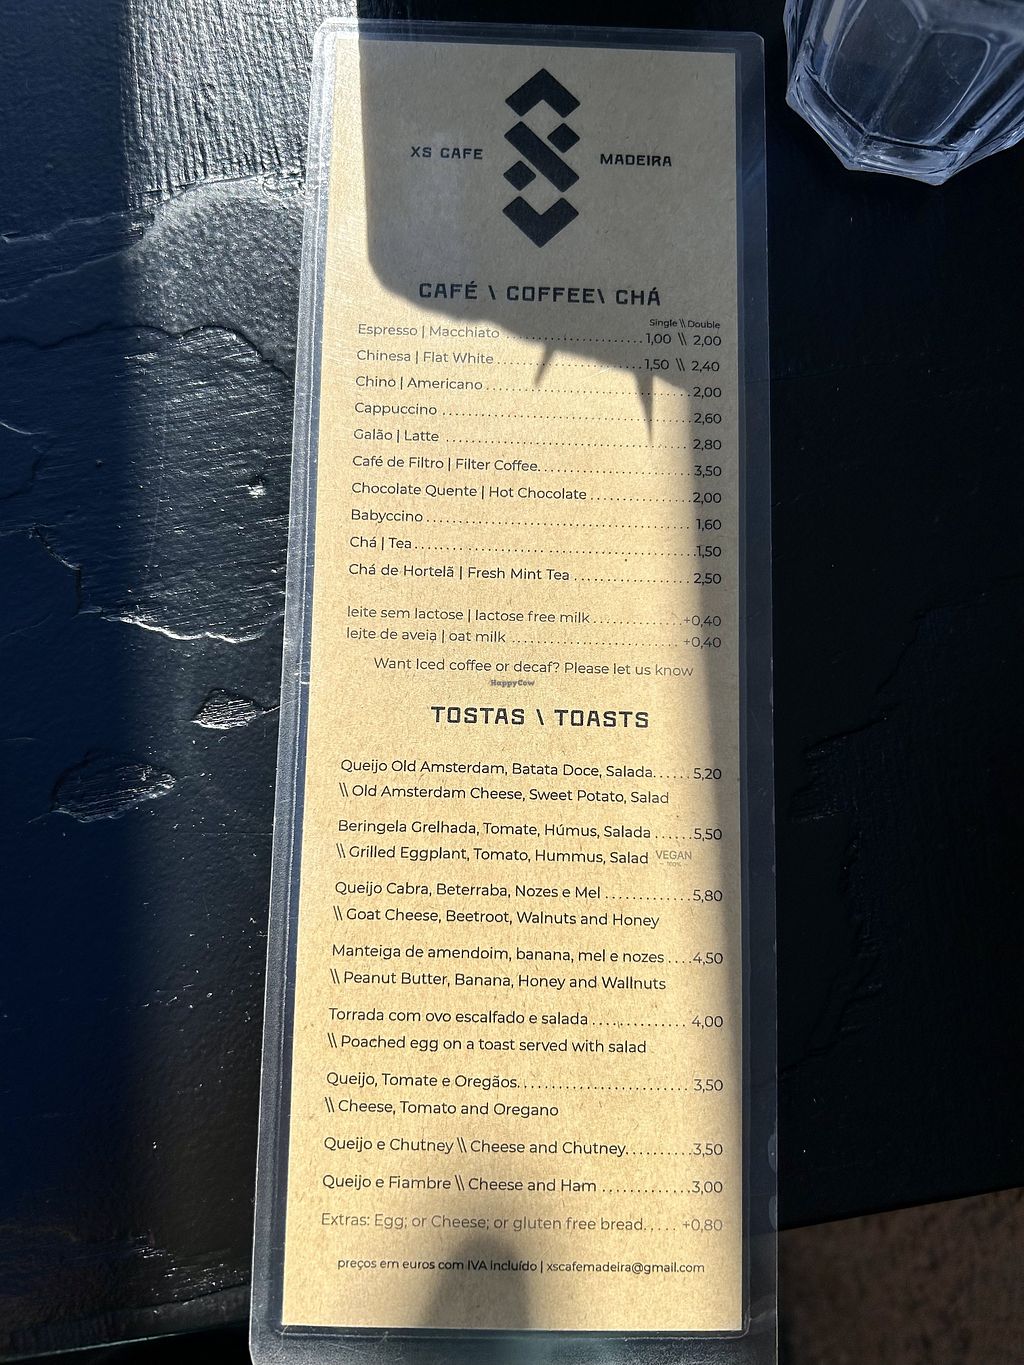 XS CAFE MADEIRA
CAFÉ \ COFFEE\ CHÁ
Single \\ Double
Espresso | Macchiato ........................ 1,00 \\ 2,00
Chinesa | Flat White ........................ 1,50 \\ 2,40
Chino | Americano ........................ 2,00
Cappuccino ........................ 2,60
Galão | Latte ........................ 2,80
Café de Filtro | Filter Coffee........................ 3,50
Chocolate Quente | Hot Chocolate ............... 2,00
Babyccino ........................ 1,60
Chá | Tea ........................ 1,50
Chá de Hortelã | Fresh Mint Tea ................. 2,50
leite sem lactose | lactose free milk ............. +0,40
leite de aveia | oat milk ........................ +0,40
Want Iced coffee or decaf? Please let us know
HappyCow
TOSTAS \ TOASTS
Queijo Old Amsterdam, Batata Doce, Salada...... 5,20
\\ Old Amsterdam Cheese, Sweet Potato, Salad
Beringela Grelhada, Tomate, Húmus, Salada ...... 5,50
\\ Grilled Eggplant, Tomato, Hummus, Salad VEGAN
100%
Queijo Cabra, Beterraba, Nozes e Mel ............. 5,80
\\ Goat Cheese, Beetroot, Walnuts and Honey
Manteiga de amendoim, banana, mel e nozes .... 4,50
\\ Peanut Butter, Banana, Honey and Wallnuts
Torrada com ovo escalfado e salada .............. 4,00
\\ Poached egg on a toast served with salad
Queijo, Tomate e Oregãos........................ 3,50
\\ Cheese, Tomato and Oregano
Queijo e Chutney \\ Cheese and Chutney.......... 3,50
Queijo e Fiambre \\ Cheese and Ham ............. 3,00
Extras: Egg; or Cheese; or gluten free bread..... +0,80
preços em euros com IVA incluído | xscafemadeira@gmail.com